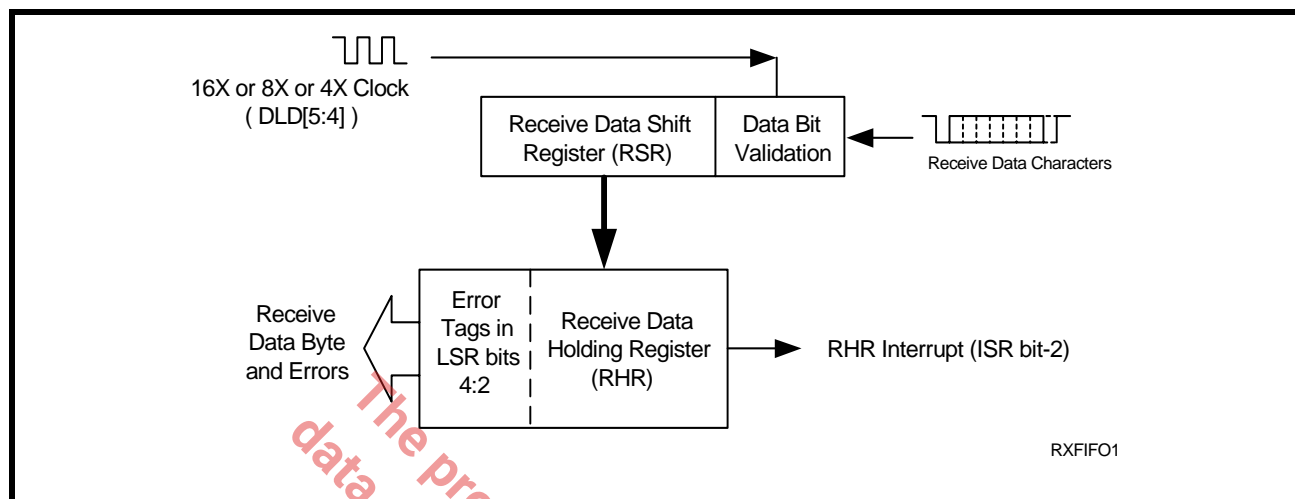 16X or 8X or 4X Clock
( DLD[5:4] )
Receive Data Shift
Register (RSR)
Data Bit
Validation
Receive Data Characters
Receive
Data Byte
and Errors
Error
Tags in
LSR bits
4:2
Receive Data
Holding Register
(RHR)
RHR Interrupt (ISR bit-2)
The pro
data
RXFIFO1